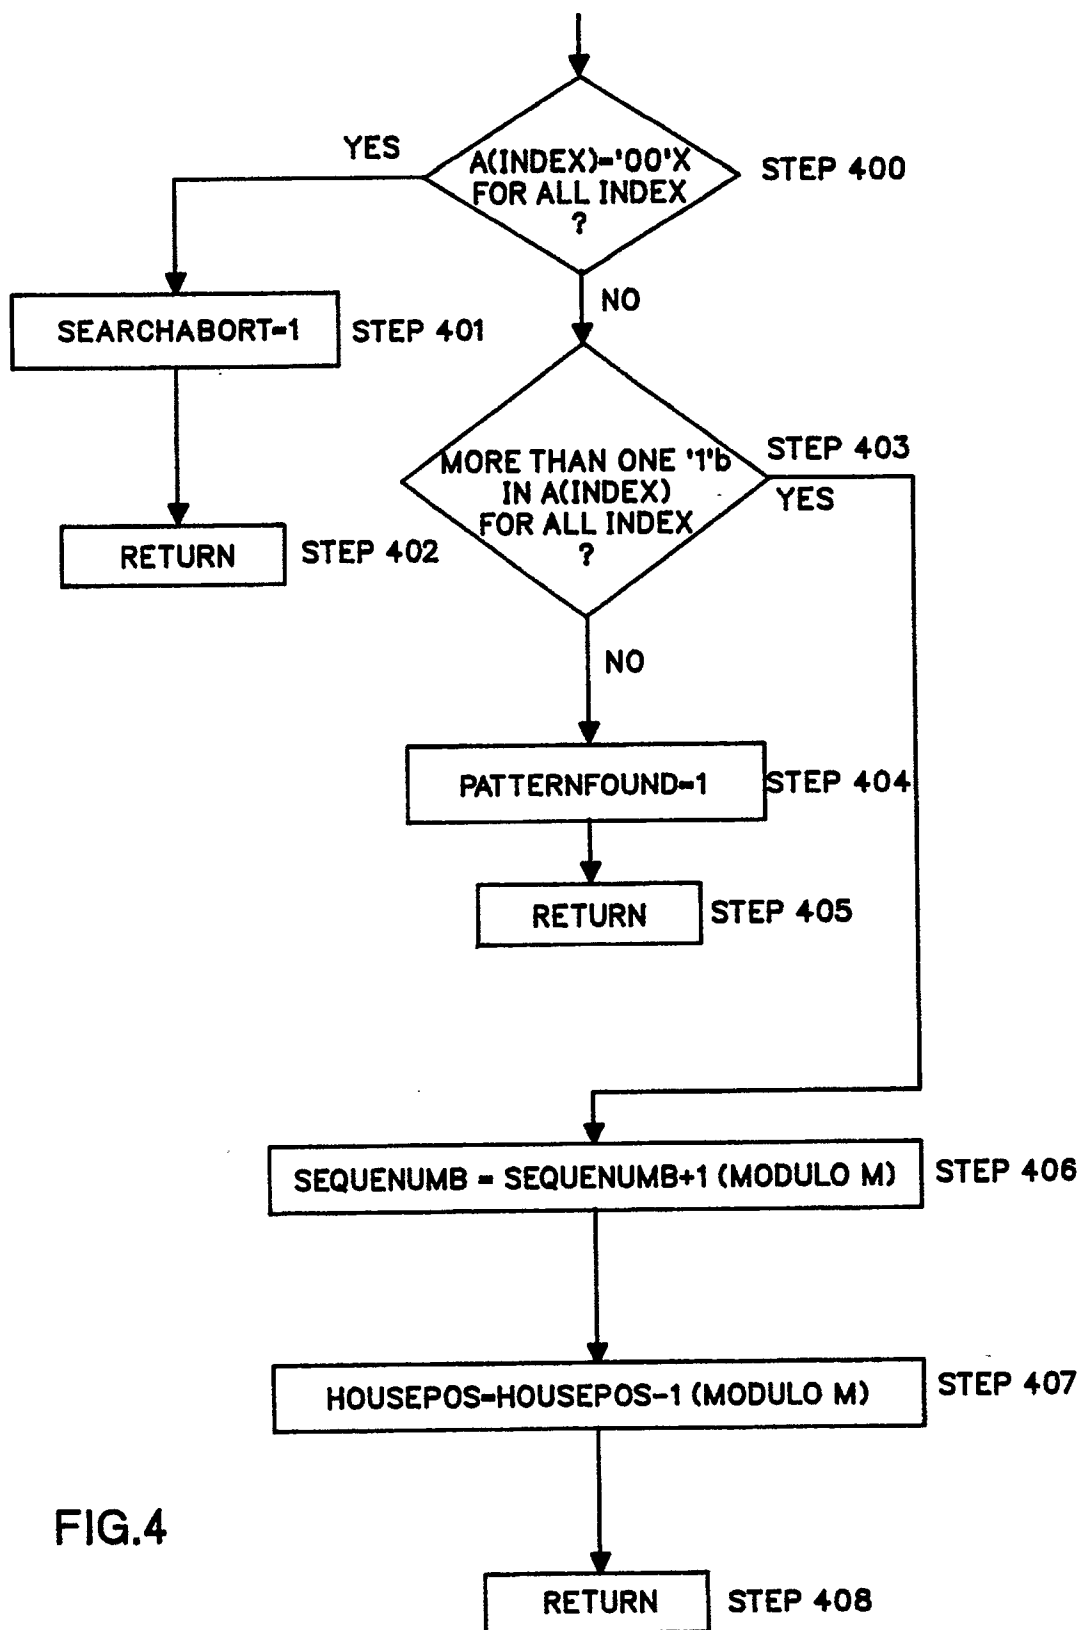 YES
A(INDEX)='00'X
FOR ALL INDEX
?
STEP 400
NO
SEARCHABORT=1
STEP 401
RETURN
STEP 402
MORE THAN ONE '1'b
IN A(INDEX)
FOR ALL INDEX
?
STEP 403
YES
NO
PATTERNFOUND=1
STEP 404
RETURN
STEP 405
SEQUENUMB = SEQUENUMB+1 (MODULO M)
STEP 406
HOUSEPOS=HOUSEPOS-1 (MODULO M)
STEP 407
RETURN
STEP 408
FIG.4